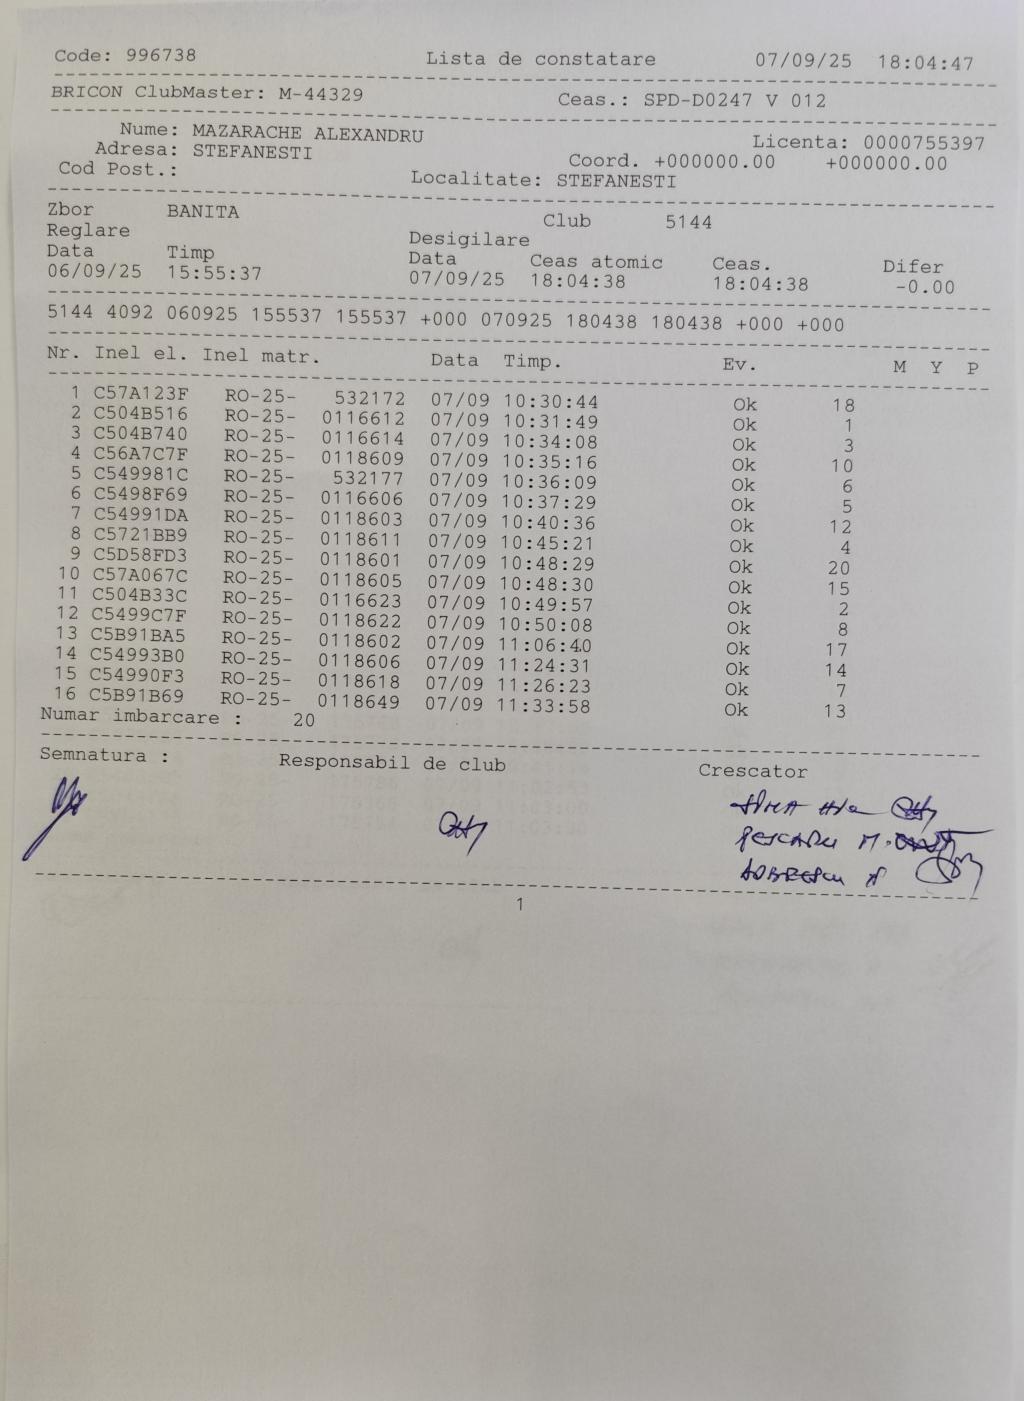 Code: 996738 Lista de constatare 07/09/25 18:04:47
BRICON ClubMaster: M-44329 Ceas.: SPD-D0247 V 012
Nume: MAZARACHE ALEXANDRU Licenta: 0000755397
Adresa: STEFANESTI Coord. +000000.00 +000000.00
Cod Post.: Localitate: STEFANESTI
Zbor BANITA Club 5144
Reglare Desigilare
Data Timp Data Ceas atomic Ceas. Difer
06/09/25 15:55:37 07/09/25 18:04:38 18:04:38 -0.00
5144 4092 060925 155537 155537 +000 070925 180438 180438 +000 +000
Nr. Inel el. Inel matr. Data Timp. Ev. M Y P
1 C57A123F RO-25- 532172 07/09 10:30:44 Ok 18
2 C504B516 RO-25- 0116612 07/09 10:31:49 Ok 1
3 C504B740 RO-25- 0116614 07/09 10:34:08 Ok 3
4 C56A7C7F RO-25- 0118609 07/09 10:35:16 Ok 10
5 C549981C RO-25- 532177 07/09 10:36:09 Ok 6
6 C5498F69 RO-25- 0116606 07/09 10:37:29 Ok 5
7 C54991DA RO-25- 0118603 07/09 10:40:36 Ok 12
8 C5721BB9 RO-25- 0118611 07/09 10:45:21 Ok 4
9 C5D58FD3 RO-25- 0118601 07/09 10:48:29 Ok 20
10 C57A067C RO-25- 0118605 07/09 10:48:30 Ok 15
11 C504B33C RO-25- 0116623 07/09 10:49:57 Ok 2
12 C5499C7F RO-25- 0118622 07/09 10:50:08 Ok 8
13 C5B91BA5 RO-25- 0118602 07/09 11:06:40 Ok 17
14 C54993B0 RO-25- 0118606 07/09 11:24:31 Ok 14
15 C54990F3 RO-25- 0118618 07/09 11:26:23 Ok 7
16 C5B91B69 RO-25- 0118649 07/09 11:33:58 Ok 13
Numar imbarcare : 20
Semnatura : Responsabil de club Crescator
PESCARU M.
1